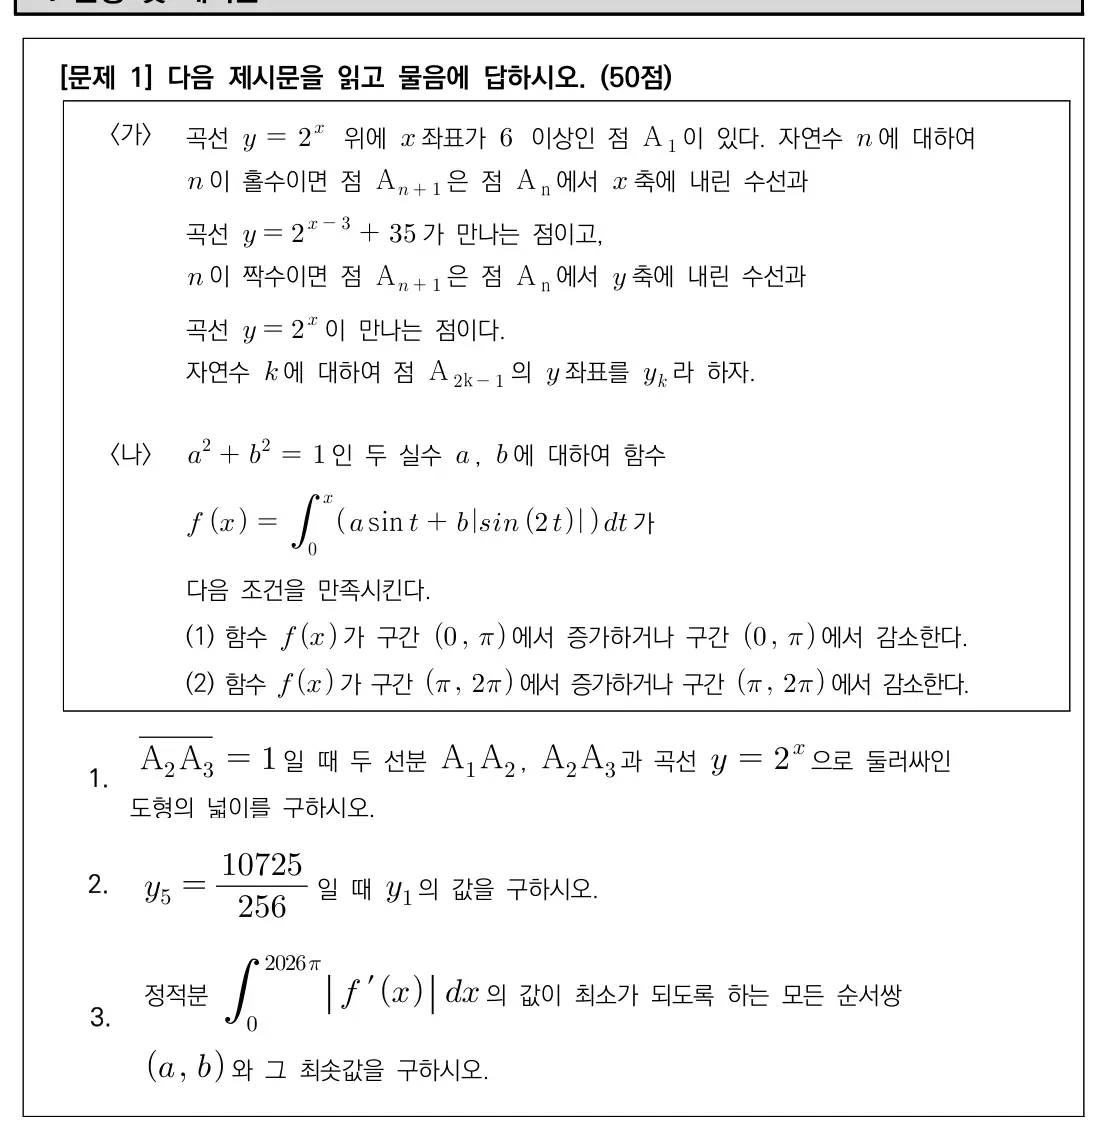 [문제 1] 다음 제시문을 읽고 물음에 답하시오. (50점)
〈가〉 곡선 y = 2^x 위에 x좌표가 6 이상인 점 A_1이 있다. 자연수 n에 대하여
n이 홀수이면 점 A_{n+1}은 점 A_n에서 x축에 내린 수선과
곡선 y = 2^{x-3} + 35가 만나는 점이고,
n이 짝수이면 점 A_{n+1}은 점 A_n에서 y축에 내린 수선과
곡선 y = 2^x이 만나는 점이다.
자연수 k에 대하여 점 A_{2k-1}의 y좌표를 y_k라 하자.
〈나〉 a^2 + b^2 = 1인 두 실수 a, b에 대하여 함수
f(x) = ∫_0^x (a sin t + b|sin(2t)|)dt가
다음 조건을 만족시킨다.
(1) 함수 f(x)가 구간 (0, π)에서 증가하거나 구간 (0, π)에서 감소한다.
(2) 함수 f(x)가 구간 (π, 2π)에서 증가하거나 구간 (π, 2π)에서 감소한다.
1. \overline{A_2A_3} = 1일 때 두 선분 A_1A_2, A_2A_3과 곡선 y = 2^x으로 둘러싸인
도형의 넓이를 구하시오.
2. y_5 = \frac{10725}{256}일 때 y_1의 값을 구하시오.
3. 정적분 ∫_0^{2026π} |f′(x)| dx의 값이 최소가 되도록 하는 모든 순서쌍
(a, b)와 그 최솟값을 구하시오.